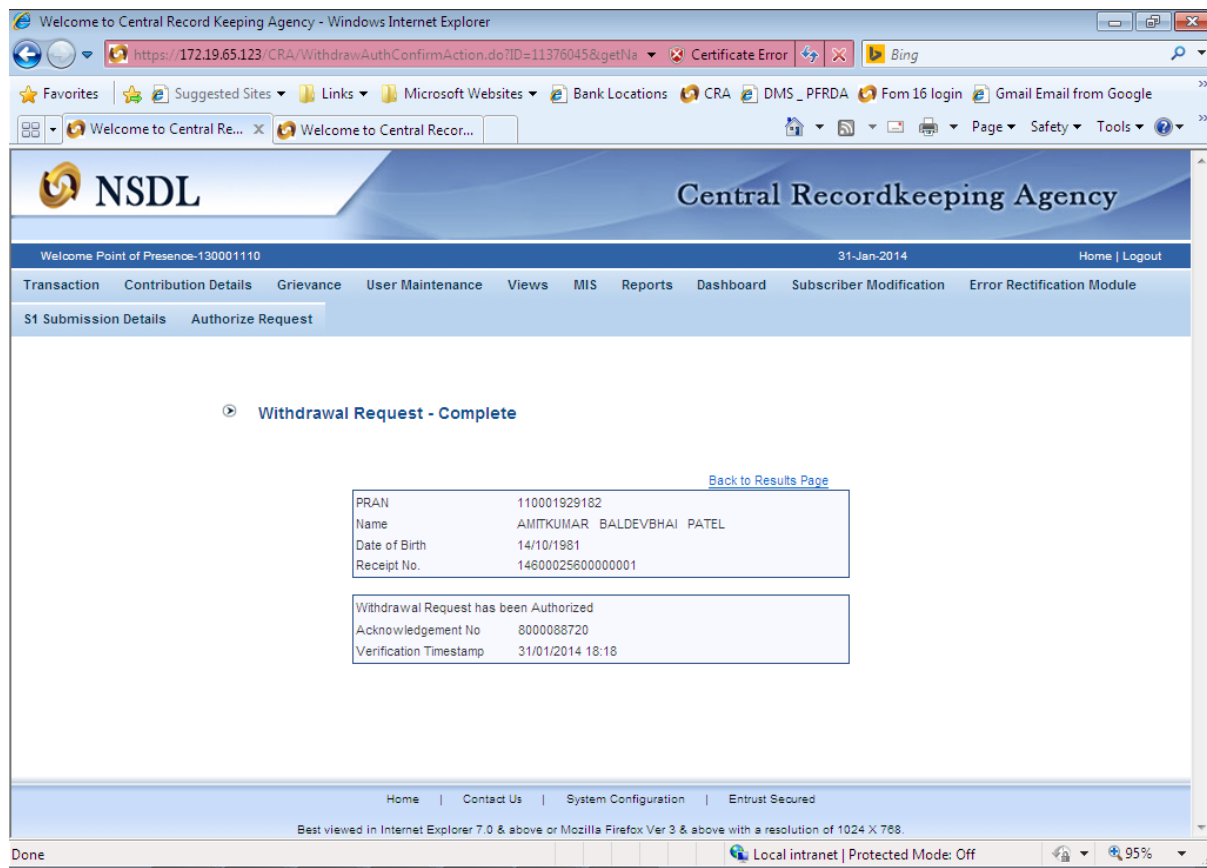 Welcome to Central Record Keeping Agency - Windows Internet Explorer
https://172.19.65.123/CRA/WithdrawAuthConfirmAction.do?ID=11376045&getNa Certificate Error Bing
Favorites Suggested Sites Links Microsoft Websites Bank Locations CRA DMS_PFRDA Fom 16 login Gmail Email from Google
Welcome to Central Re... X Welcome to Central Recor... Page Safety Tools
NSDL Central Recordkeeping Agency
Welcome Point of Presence-130001110 31-Jan-2014 Home | Logout
Transaction Contribution Details Grievance User Maintenance Views MIS Reports Dashboard Subscriber Modification Error Rectification Module
S1 Submission Details Authorize Request
Withdrawal Request - Complete
Back to Results Page
PRAN 110001929182
Name AMITKUMAR BALDEVBHAI PATEL
Date of Birth 14/10/1981
Receipt No. 14600025600000001
Withdrawal Request has been Authorized
Acknowledgement No 8000088720
Verification Timestamp 31/01/2014 18:18
Home | Contact Us | System Configuration | Entrust Secured
Best viewed in Internet Explorer 7.0 & above or Mozilla Firefox Ver 3 & above with a resolution of 1024 X 768.
Done Local intranet | Protected Mode: Off 95%